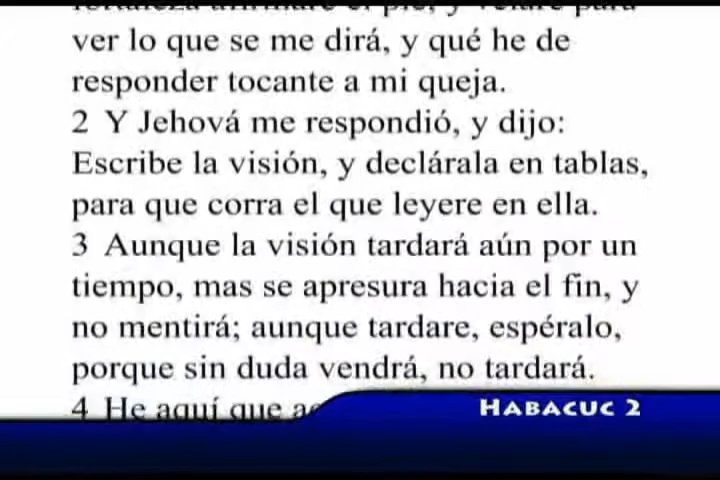 ver lo que se me dirá, y qué he de
responder tocante a mi queja.
2 Y Jehová me respondió, y dijo:
Escribe la visión, y declárala en tablas,
para que corra el que leyere en ella.
3 Aunque la visión tardará aún por un
tiempo, mas se apresura hacia el fin, y
no mentirá; aunque tardare, espéralo,
porque sin duda vendrá, no tardará.
4 He aquí que
HABACUC 2